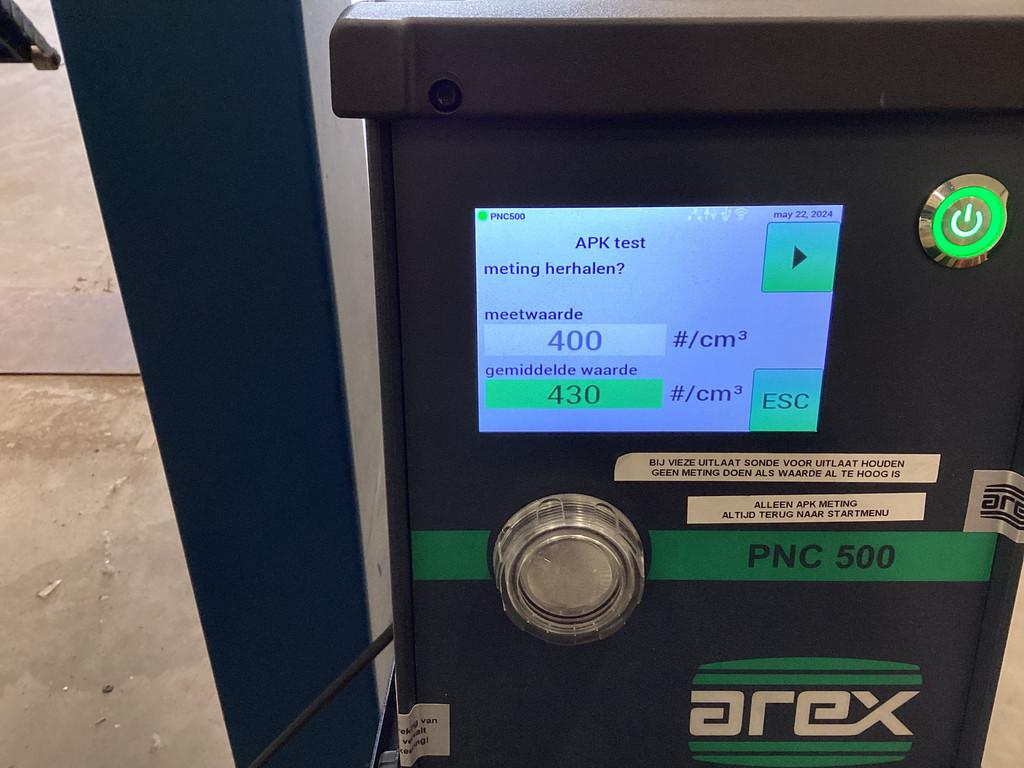 PNC500
may 22, 2024
APK test
meting herhalen?
meetwaarde
400 #/cm³
gemiddelde waarde
430 #/cm³
ESC
BIJ VIEZE UITLAAT SONDE VOOR UITLAAT HOUDEN
GEEN METING DOEN ALS WAARDE AL TE HOOG IS
ALLEEN APK METING
ALTIJD TERUG NAAR STARTMENU
PNC 500
arex
van